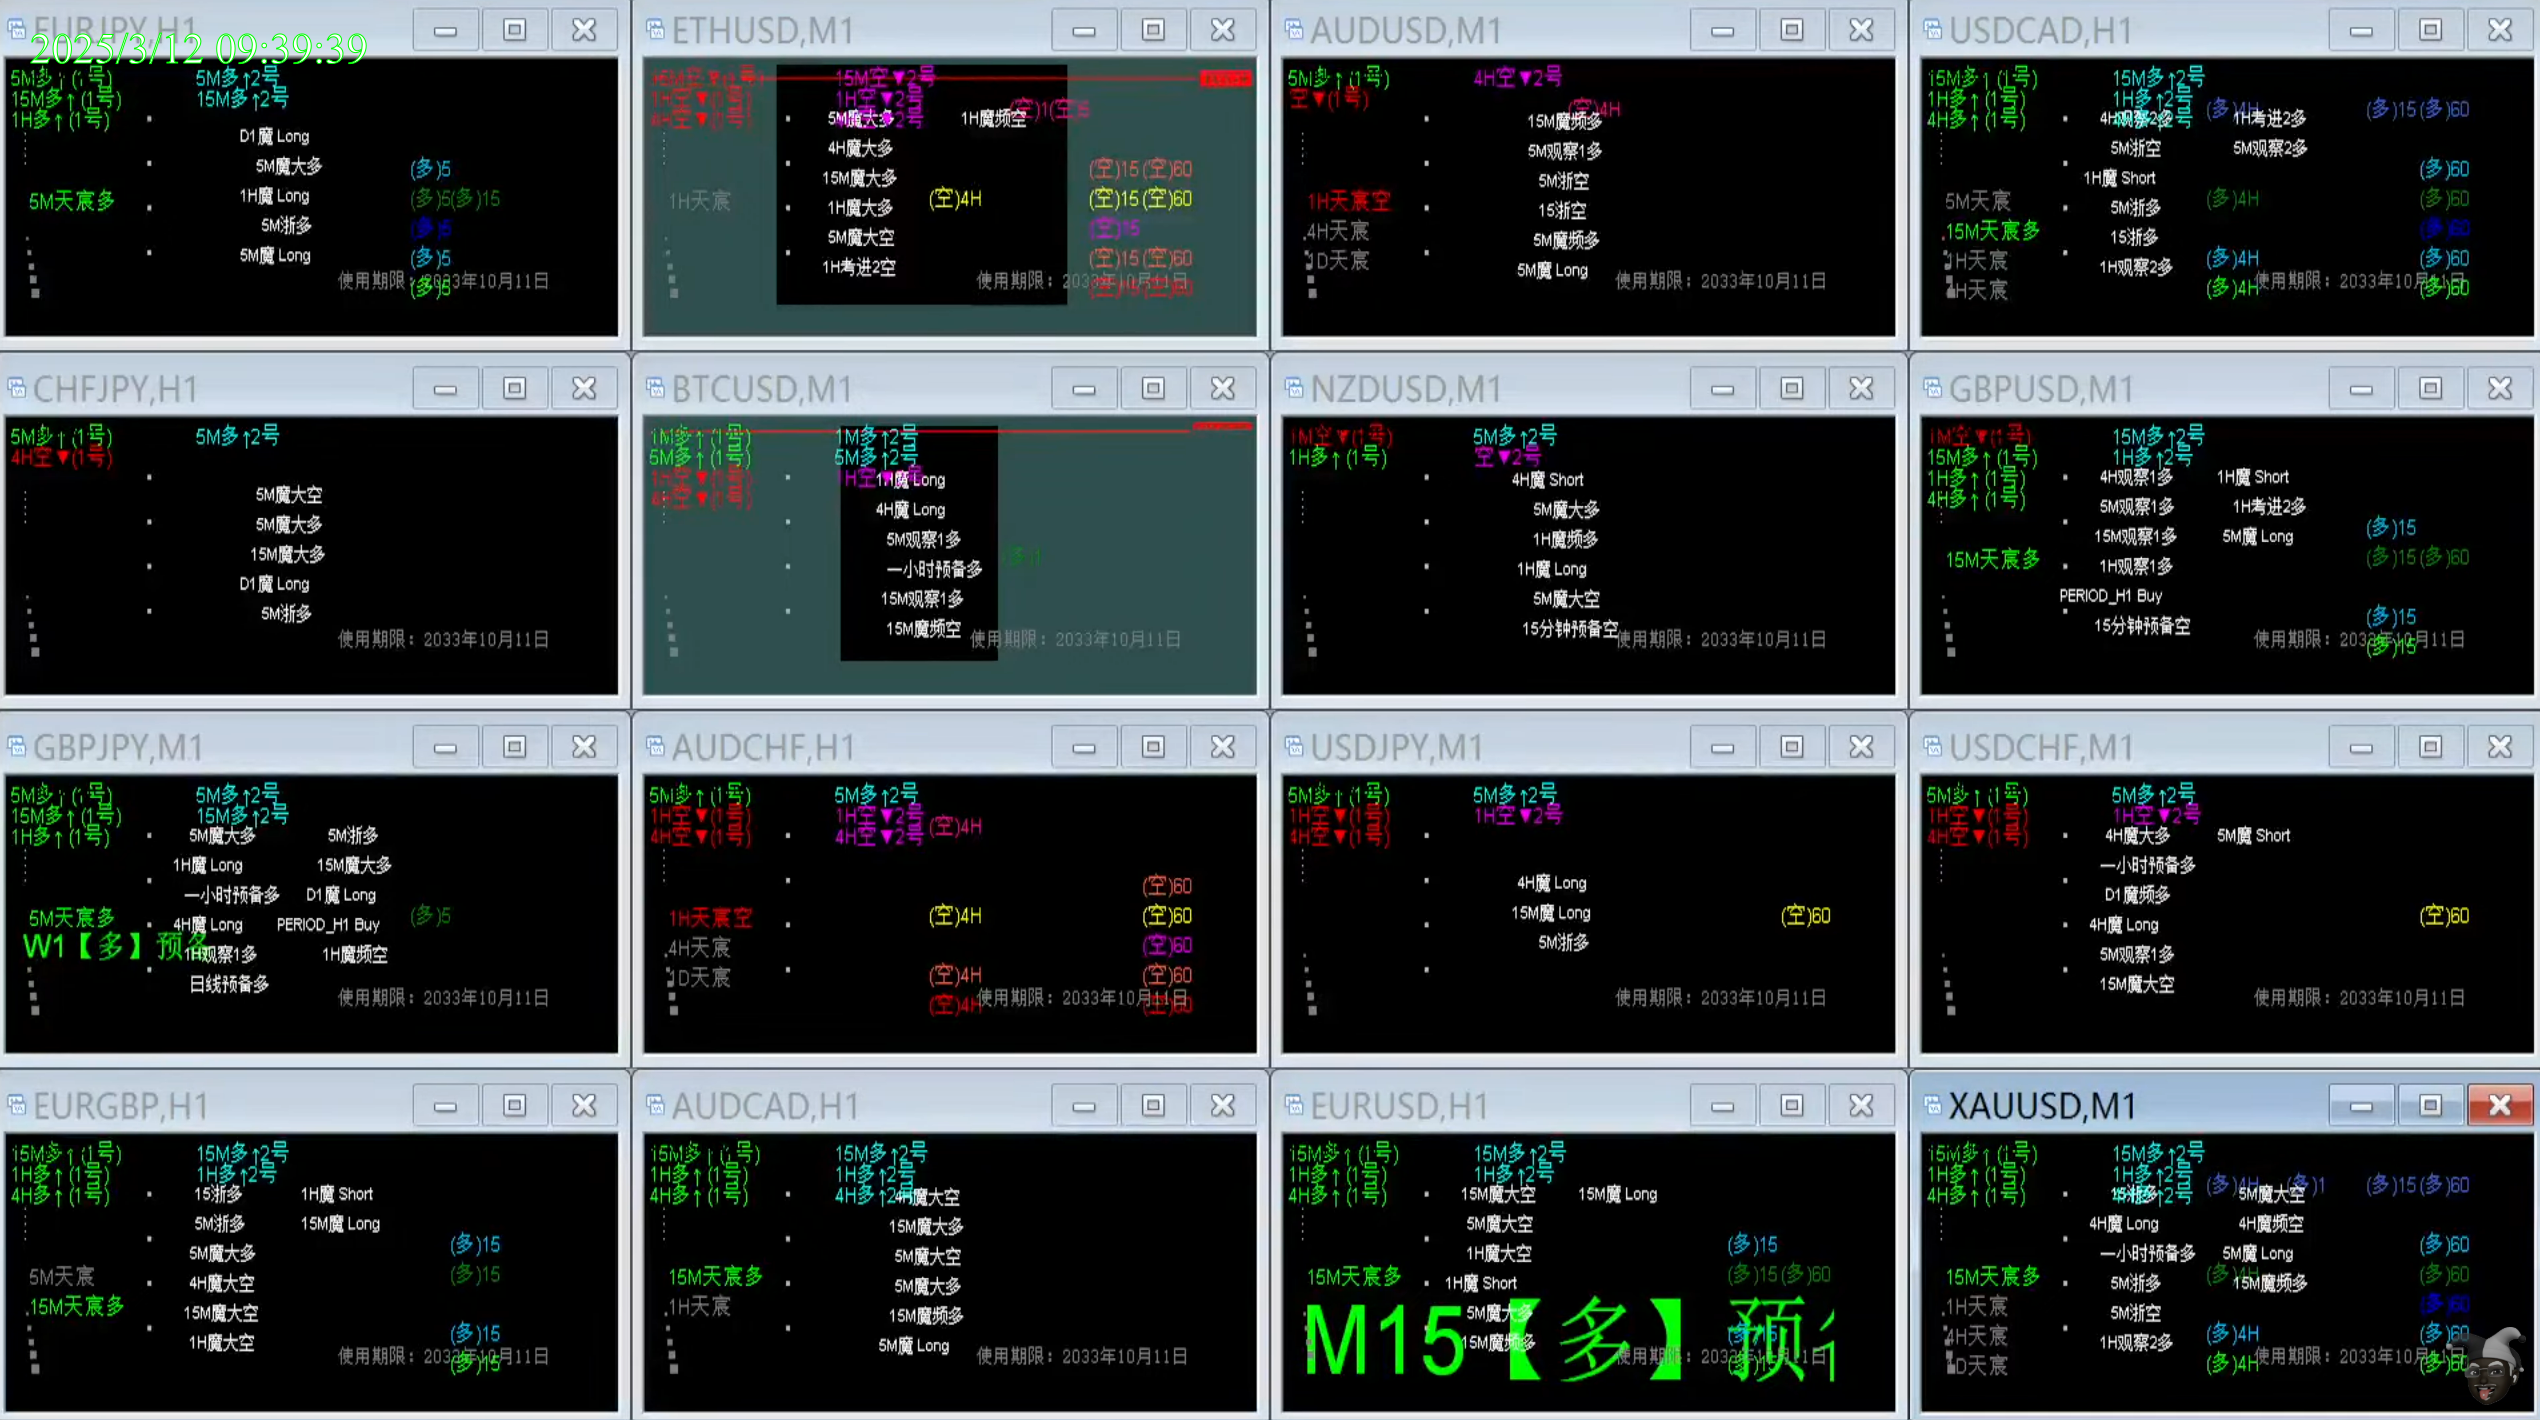 EURJPY,H1
2025/3/12 09:39:39
5M多↑(1号) 5M多↑2号
15M多↑(1号) 15M多↑2号
1H多↑(1号)
D1魔 Long
5M魔大多 (多)5
1H魔 Long
5M天宸多 (多)5(多)15
5M浙多 (多)5
5M魔 Long (多)5
使用期限：2033年10月11日
(多)5
ETHUSD,M1
15M空▼2号
1H空▼(1号) 1H空▼2号
4H空▼(1号)
5M魔大多 1H魔频空
4H魔大多
15M魔大多 (空)15(空)60
1H天宸 1H魔大多 (空)4H (空)15(空)60
5M魔大空 (空)15
1H考进2空 (空)15(空)60
使用期限：2033年10月11日
AUDUSD,M1
5M多↑(1号) 4H空▼2号
空▼(1号)
(空)4H
15M魔频多
5M观察1多
5M浙空
1H天宸空
15浙空
4H天宸 5M魔频多
1D天宸 5M魔 Long
使用期限：2033年10月11日
USDCAD,H1
15M多↑(1号) 15M多↑2号
1H多↑(1号) 1H多↑2号
4H多↑(1号) (多)4H (多)15(多)60
4H观察2多 1H考进2多
5M浙空 5M观察2多
1H魔 Short (多)60
5M天宸 5M浙多 (多)4H (多)60
15M天宸多 15浙多 (多)60
1H天宸 1H观察2多 (多)4H (多)60
4H天宸 (多)4H (多)60
使用期限：2033年10月11日
CHFJPY,H1
5M多↑(1号) 5M多↑2号
4H空▼(1号)
5M魔大空
5M魔大多
15M魔大多
D1魔 Long
5M浙多
使用期限：2033年10月11日
BTCUSD,M1
1M多↑(1号) 1M多↑2号
5M多↑(1号) 5M多↑2号
1H空▼(1号) 1H魔 Long
4H空▼(1号)
4H魔 Long
5M观察1多
一小时预备多 (多)1
15M观察1多
15M魔频空
使用期限：2033年10月11日
NZDUSD,M1
1M空▼(1号) 5M多↑2号
1H多↑(1号) 空▼2号
4H魔 Short
5M魔大多
1H魔频多
1H魔 Long
5M魔大空
15分钟预备空
使用期限：2033年10月11日
GBPUSD,M1
1M空▼(1号) 15M多↑2号
15M多↑(1号) 1H多↑2号
1H多↑(1号) 4H观察1多 1H魔 Short
4H多↑(1号) 5M观察1多 1H考进2多
15M观察1多 5M魔 Long (多)15
15M天宸多 1H观察1多 (多)15(多)60
PERIOD_H1 Buy
15分钟预备空 (多)15
(多)15
使用期限：2033年10月11日
GBPJPY,M1
5M多↑(1号) 5M多↑2号
15M多↑(1号) 15M多↑2号
1H多↑(1号) 5M魔大多 5M浙多
1H魔 Long 15M魔大多
一小时预备多 D1魔 Long
5M天宸多 4H魔 Long PERIOD_H1 Buy (多)5
W1【多】预备
1H观察1多 1H魔频空
日线预备多
使用期限：2033年10月11日
AUDCHF,H1
5M多↑(1号) 5M多↑2号
1H空▼(1号) 1H空▼2号
4H空▼(1号) 4H空▼2号 (空)4H
(空)60
1H天宸空 (空)4H (空)60
4H天宸 (空)60
1D天宸 (空)4H (空)60
(空)4H (空)60
使用期限：2033年10月11日
USDJPY,M1
5M多↑(1号) 5M多↑2号
1H空▼(1号) 1H空▼2号
4H空▼(1号)
4H魔 Long
15M魔 Long (空)60
5M浙多
使用期限：2033年10月11日
USDCHF,M1
5M多↑(1号) 5M多↑2号
1H空▼(1号) 1H空▼2号
4H空▼(1号) 4H魔大多 5M魔 Short
一小时预备多
D1魔频多
4H魔 Long (空)60
5M观察1多
15M魔大空
使用期限：2033年10月11日
EURGBP,H1
15M多↑(1号) 15M多↑2号
1H多↑(1号) 1H多↑2号
4H多↑(1号) 15浙多 1H魔 Short
5M浙多 15M魔 Long
5M魔大多 (多)15
5M天宸 4H魔大空 (多)15
15M天宸多 15M魔大空
1H魔大空 (多)15
(多)15
使用期限：2033年10月11日
AUDCAD,H1
15M多↑(1号) 15M多↑2号
1H多↑(1号) 1H多↑2号
4H多↑(1号) 4H多↑2号
4H魔大空
15M魔大多
5M魔大空
15M天宸多 5M魔大多
1H天宸 15M魔频多
5M魔 Long
使用期限：2033年10月11日
EURUSD,H1
15M多↑(1号) 15M多↑2号
1H多↑(1号) 1H多↑2号
4H多↑(1号) 15M魔大空 15M魔 Long
5M魔大空
1H魔大空 (多)15
15M天宸多 1H魔 Short (多)15(多)60
5M魔大多
M15【多】预
15M魔频多
使用期限：2033年10月11日
XAUUSD,M1
15M多↑(1号) 15M多↑2号
1H多↑(1号) 1H多↑2号
4H多↑(1号) (多)4H (多)1 (多)15(多)60
15浙多 5M魔大空
4H魔 Long 4H魔频空
一小时预备多 5M魔 Long (多)60
15M天宸多 5M浙多 15M魔频多 (多)60
1H天宸 5M浙空 (多)60
4H天宸 1H观察2多 (多)4H (多)60
1D天宸 (多)4H (多)60
使用期限：2033年10月11日